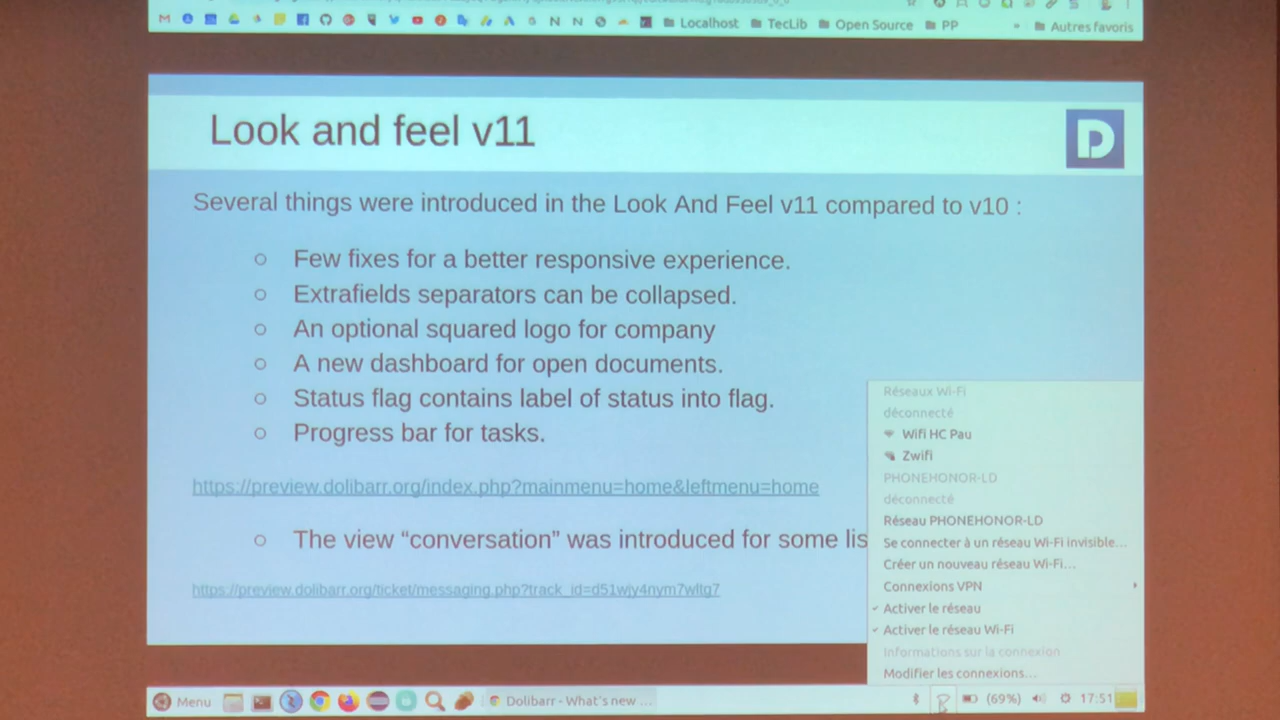 Localhost TecLib Open Source PP » Autres favoris
Look and feel v11
D
Several things were introduced in the Look And Feel v11 compared to v10 :
Few fixes for a better responsive experience.
Extrafields separators can be collapsed.
An optional squared logo for company
A new dashboard for open documents.
Status flag contains label of status into flag.
Progress bar for tasks.
https://preview.dolibarr.org/index.php?mainmenu=home&leftmenu=home
The view “conversation” was introduced for some lis
https://preview.dolibarr.org/ticket/messaging.php?track_id=d51wjy4nym7wltg7
Réseaux Wi-Fi
déconnecté
Wifi HC Pau
Zwifi
PHONEHONOR-LD
déconnecté
Réseau PHONEHONOR-LD
Se connecter à un réseau Wi-Fi invisible...
Créer un nouveau réseau Wi-Fi...
Connexions VPN
Activer le réseau
Activer le réseau Wi-Fi
Informations sur la connexion
Modifier les connexions...
Menu Dolibarr - What's new ... (69%) 17:51